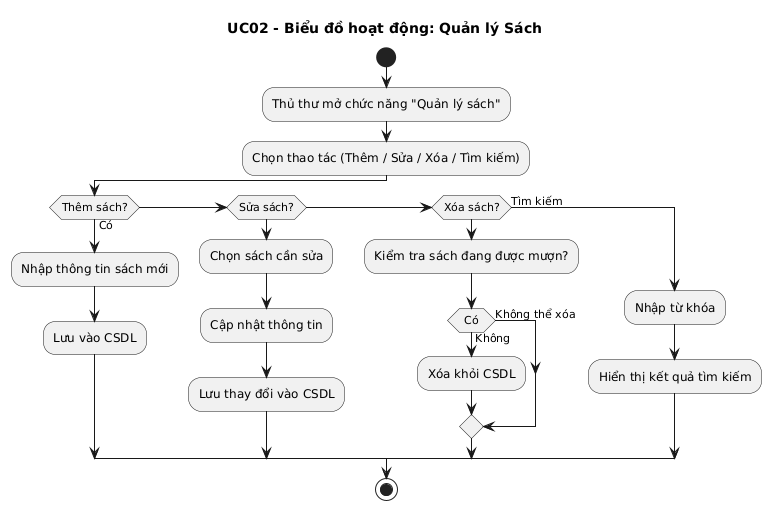 UC02 - Biểu đồ hoạt động: Quản lý Sách
Thủ thư mở chức năng "Quản lý sách"
Chọn thao tác (Thêm / Sửa / Xóa / Tìm kiếm)
Thêm sách?
Có
Nhập thông tin sách mới
Lưu vào CSDL
Sửa sách?
Chọn sách cần sửa
Cập nhật thông tin
Lưu thay đổi vào CSDL
Xóa sách?
Kiểm tra sách đang được mượn?
Có
Không thể xóa
Không
Xóa khỏi CSDL
Tìm kiếm
Nhập từ khóa
Hiển thị kết quả tìm kiếm